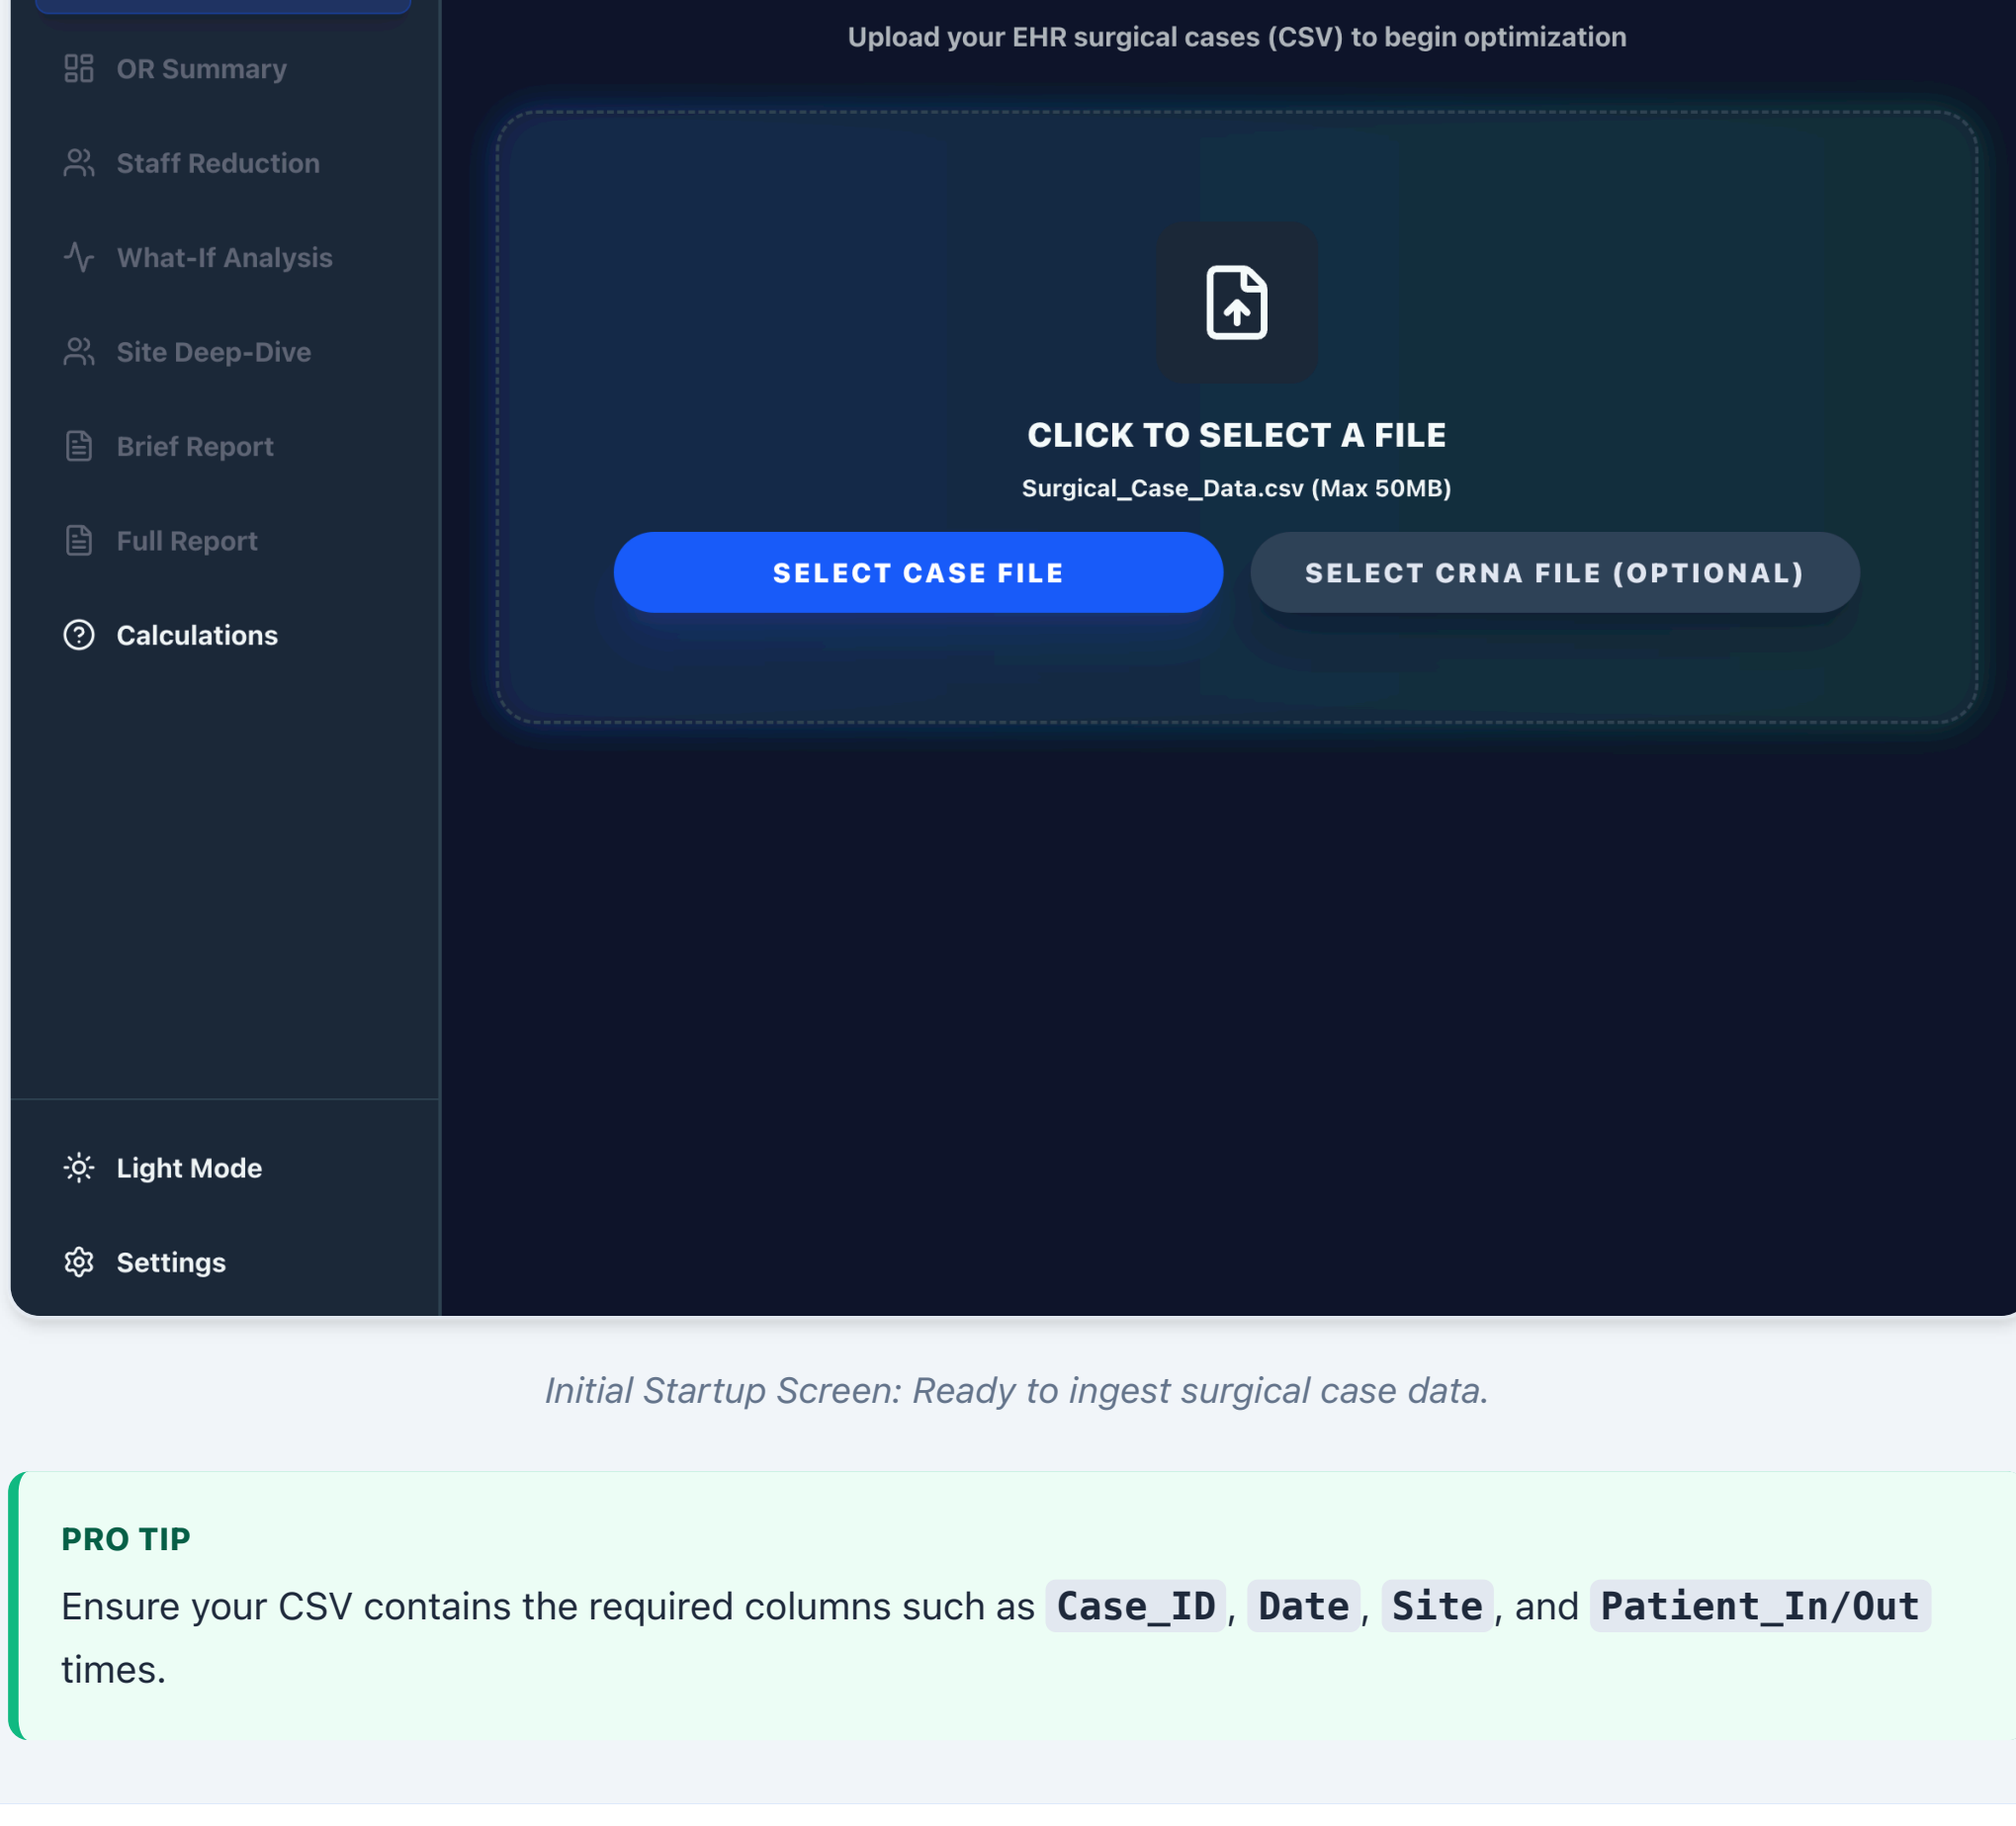 Upload your EHR surgical cases (CSV) to begin optimization
OR Summary
Staff Reduction
What-If Analysis
Site Deep-Dive
Brief Report
Full Report
Calculations
CLICK TO SELECT A FILE
Surgical_Case_Data.csv (Max 50MB)
SELECT CASE FILE
SELECT CRNA FILE (OPTIONAL)
Light Mode
Settings
Initial Startup Screen: Ready to ingest surgical case data.
PRO TIP
Ensure your CSV contains the required columns such as Case_ID, Date, Site, and Patient_In/Out
times.